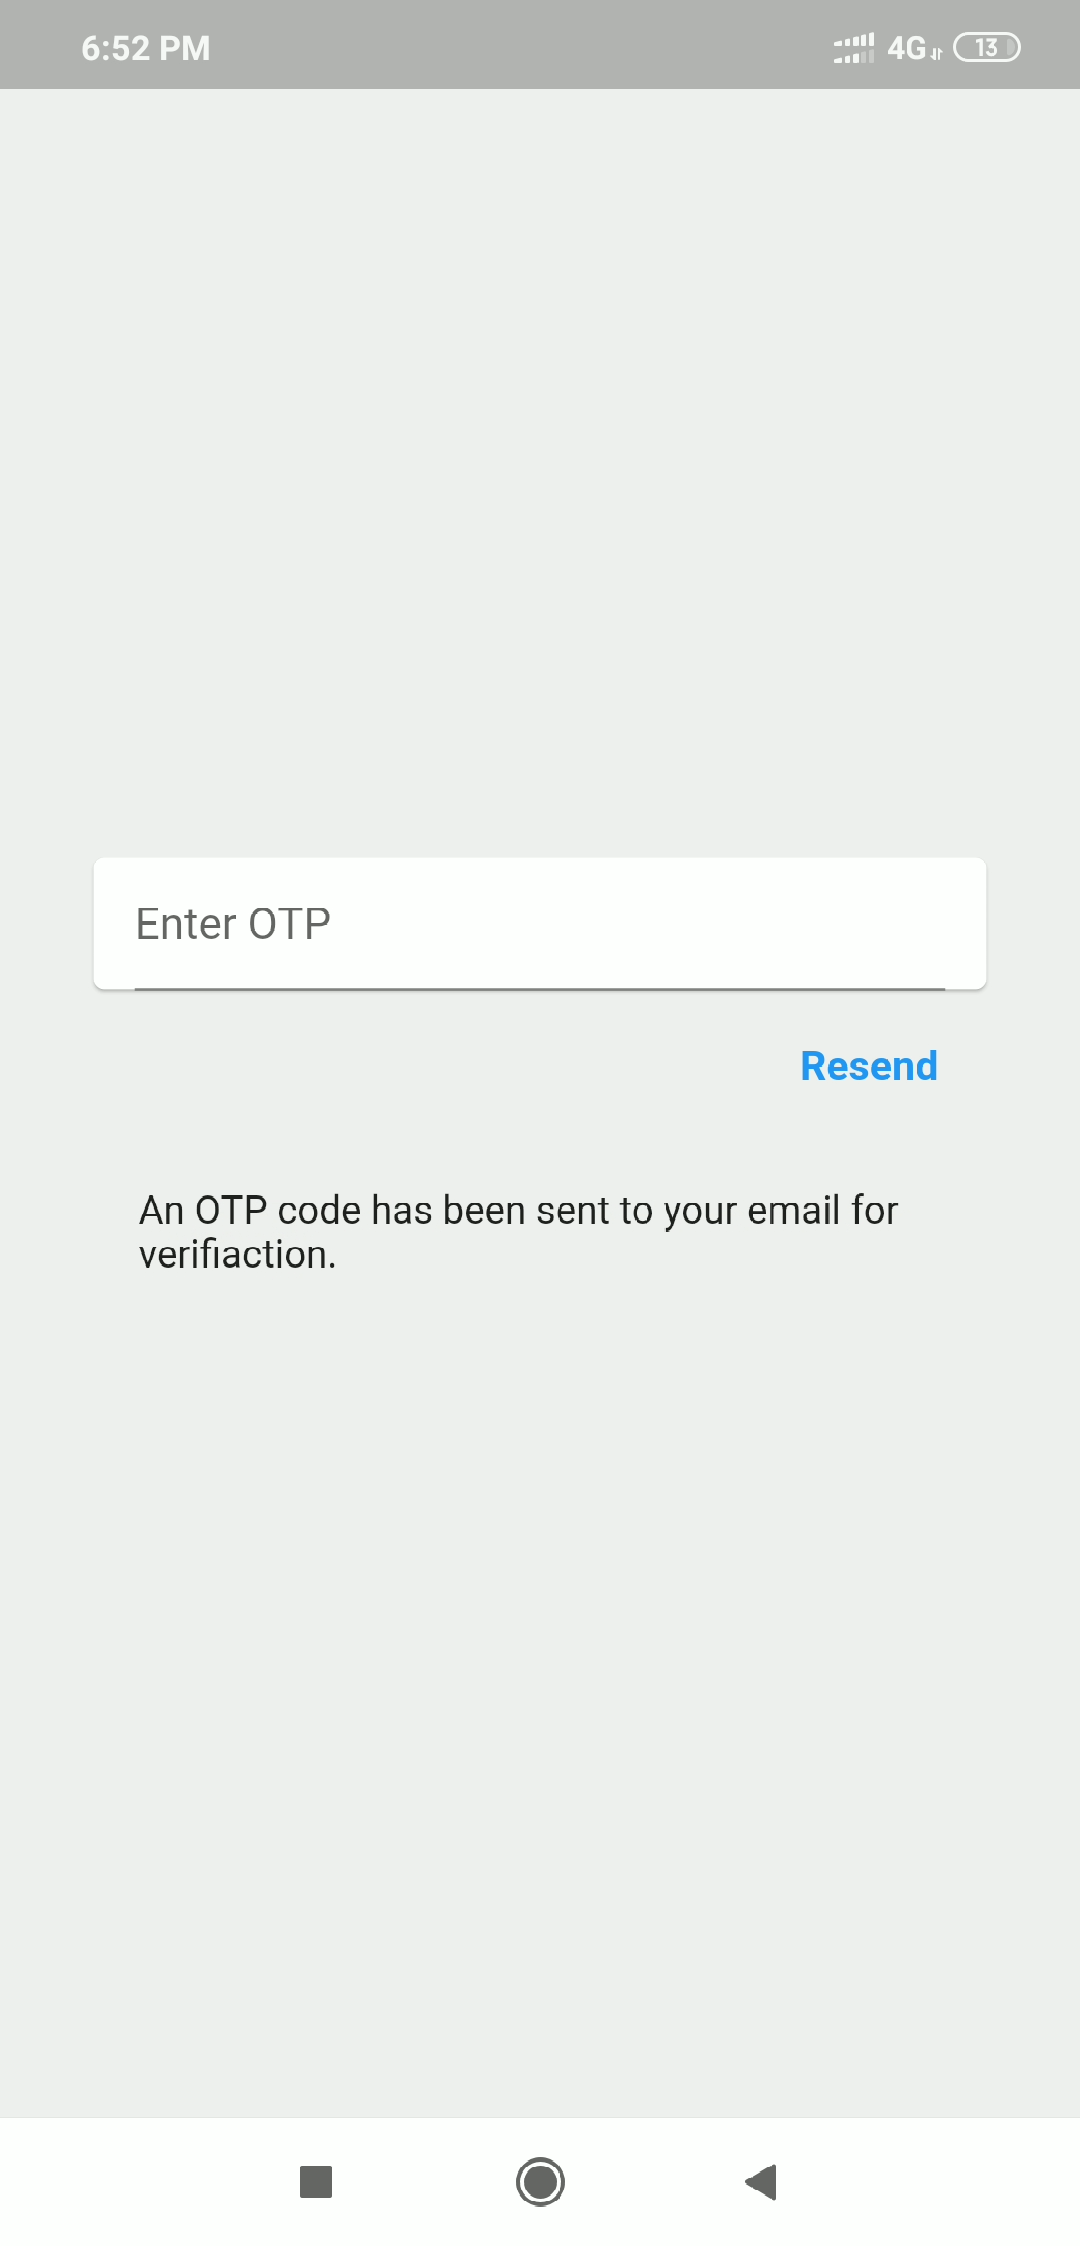 6:52 PM 4G 13
Enter OTP
Resend
An OTP code has been sent to your email for
verifiaction.